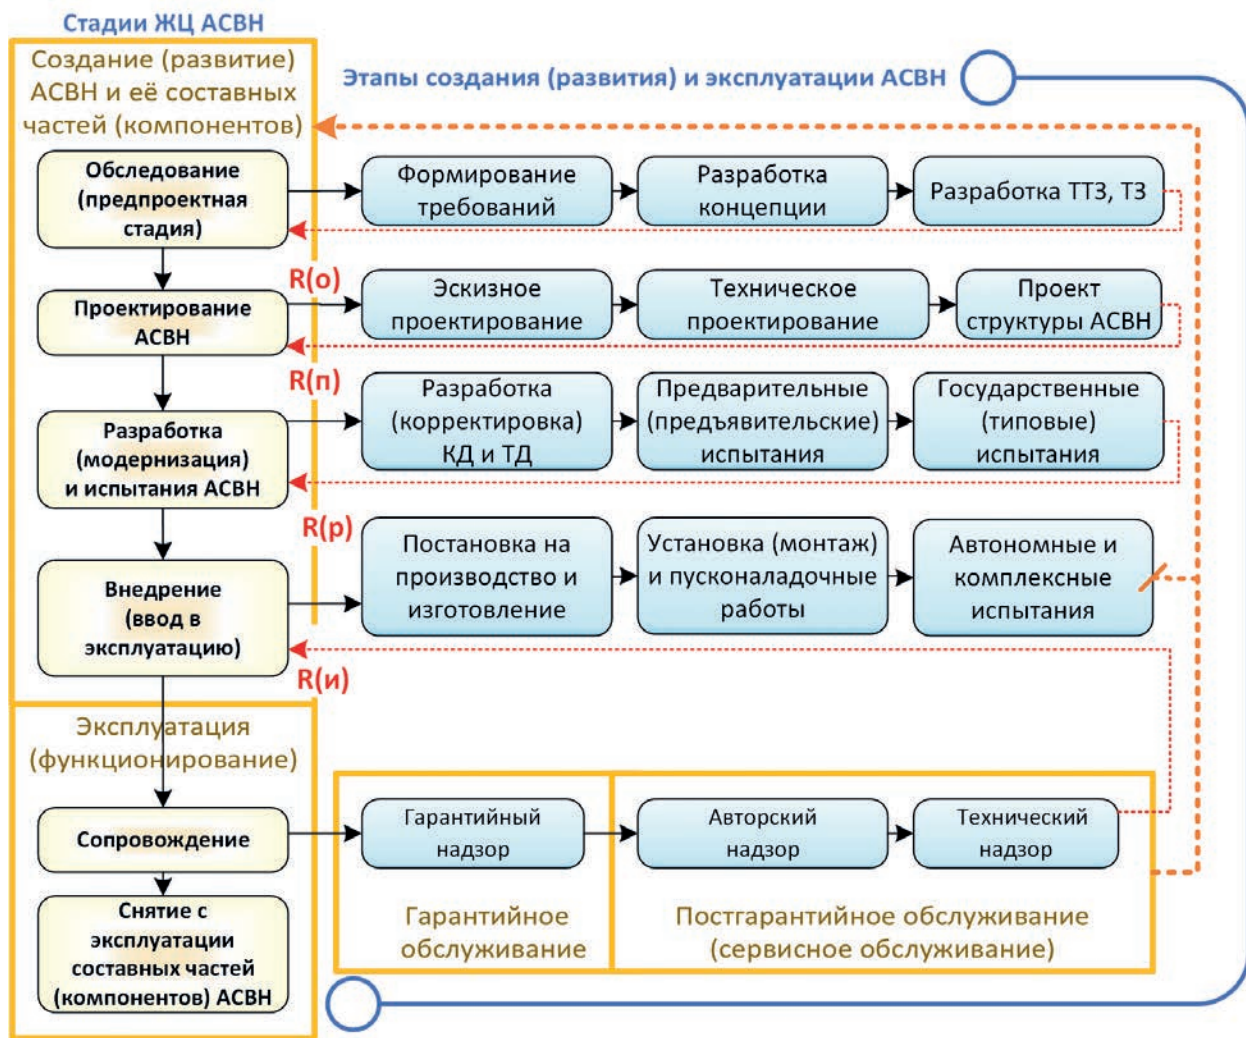 Стадии ЖЦ АСВН
Создание (развитие)
АСВН и её составных
частей (компонентов)
Этапы создания (развития) и эксплуатации АСВН
Обследование
(предпроектная
стадия)
Формирование
требований
Разработка
концепции
Разработка ТТЗ, ТЗ
R(о)
Проектирование
АСВН
Эскизное
проектирование
Техническое
проектирование
Проект
структуры АСВН
R(п)
Разработка
(модернизация)
и испытания АСВН
Разработка
(корректировка)
КД и ТД
Предварительные
(предъявительские)
испытания
Государственные
(типовые)
испытания
R(р)
Внедрение
(ввод в
эксплуатацию)
Постановка на
производство и
изготовление
Установка (монтаж)
и пусконаладочные
работы
Автономные и
комплексные
испытания
R(и)
Эксплуатация
(функционирование)
Сопровождение
Гарантийный
надзор
Авторский
надзор
Технический
надзор
Снятие с
эксплуатации
составных частей
(компонентов) АСВН
Гарантийное
обслуживание
Постгарантийное обслуживание
(сервисное обслуживание)